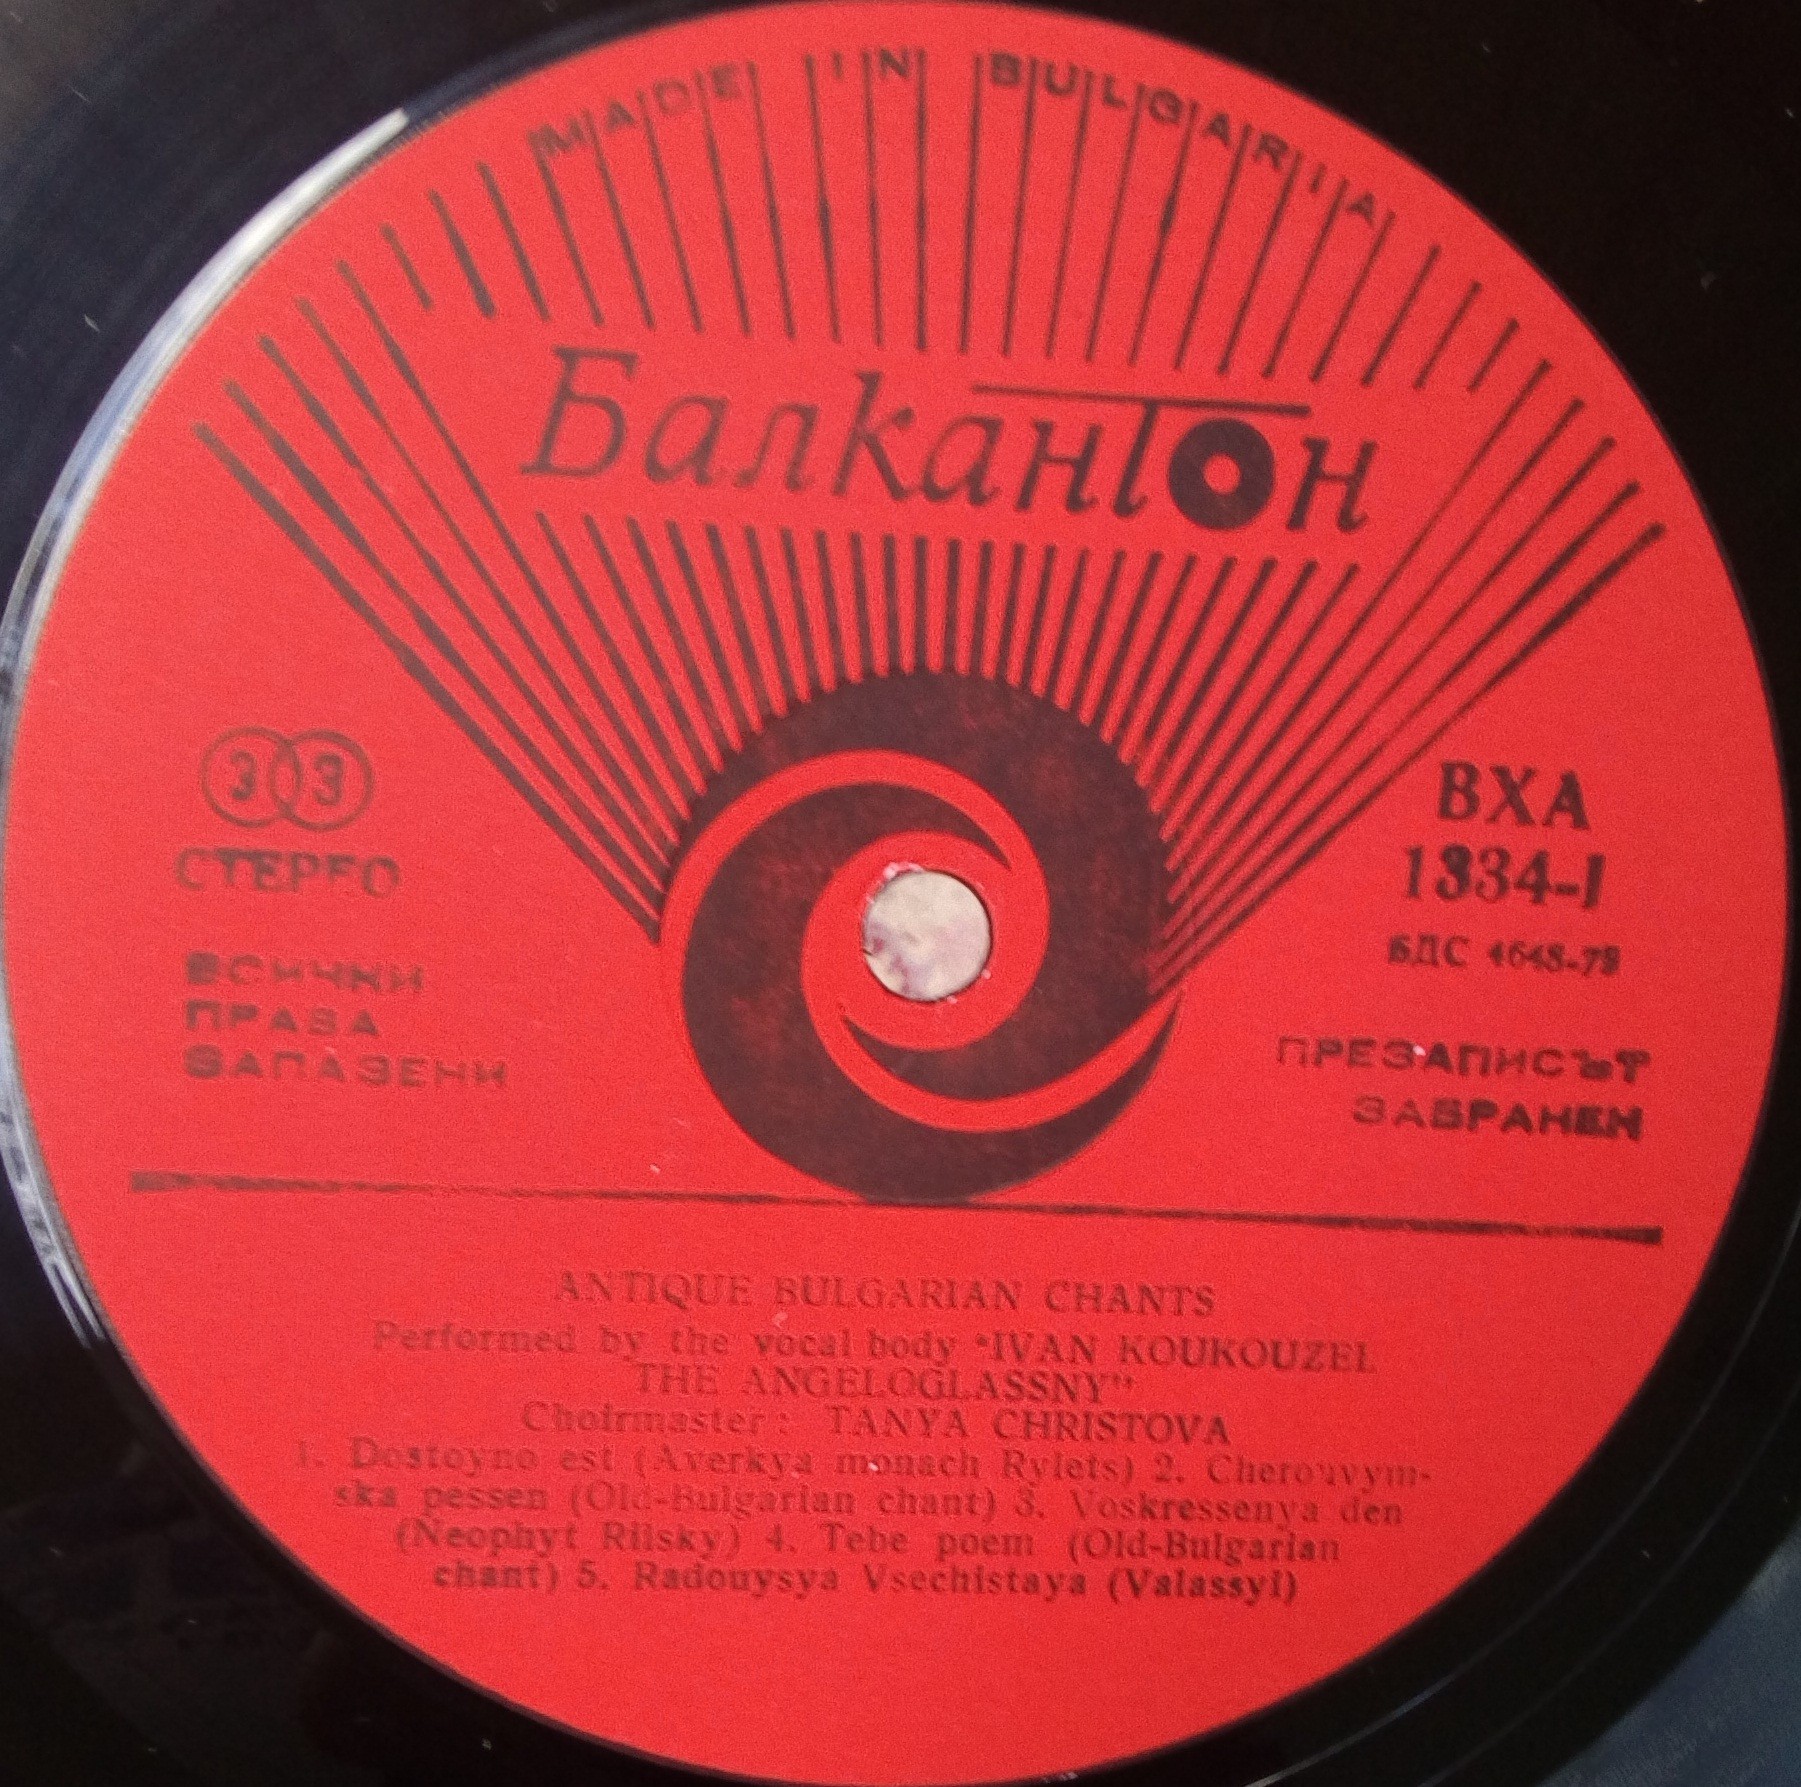 MADE IN BULGARIA
Балкантон
33
СТЕРЕО
ВСИЧКИ
ПРАВА
ЗАПАЗЕНИ
ВХА
1334-I
БДС 4648-78
ПРЕЗАПИСЪТ
ЗАБРАНЕН
ANTIQUE BULGARIAN CHANTS
Performed by the vocal body "IVAN KOUKOUZEL
THE ANGELOGLASSNY"
Choirmaster: TANYA CHRISTOVA
1. Dostoyno est (Averkya monach Rylets) 2. Cherouvym-
ska pessen (Old-Bulgarian chant) 3. Voskressenya den
(Neophyt Rilsky) 4. Tebe poem (Old-Bulgarian
chant) 5. Radouysya Vsechistaya (Valassyi)